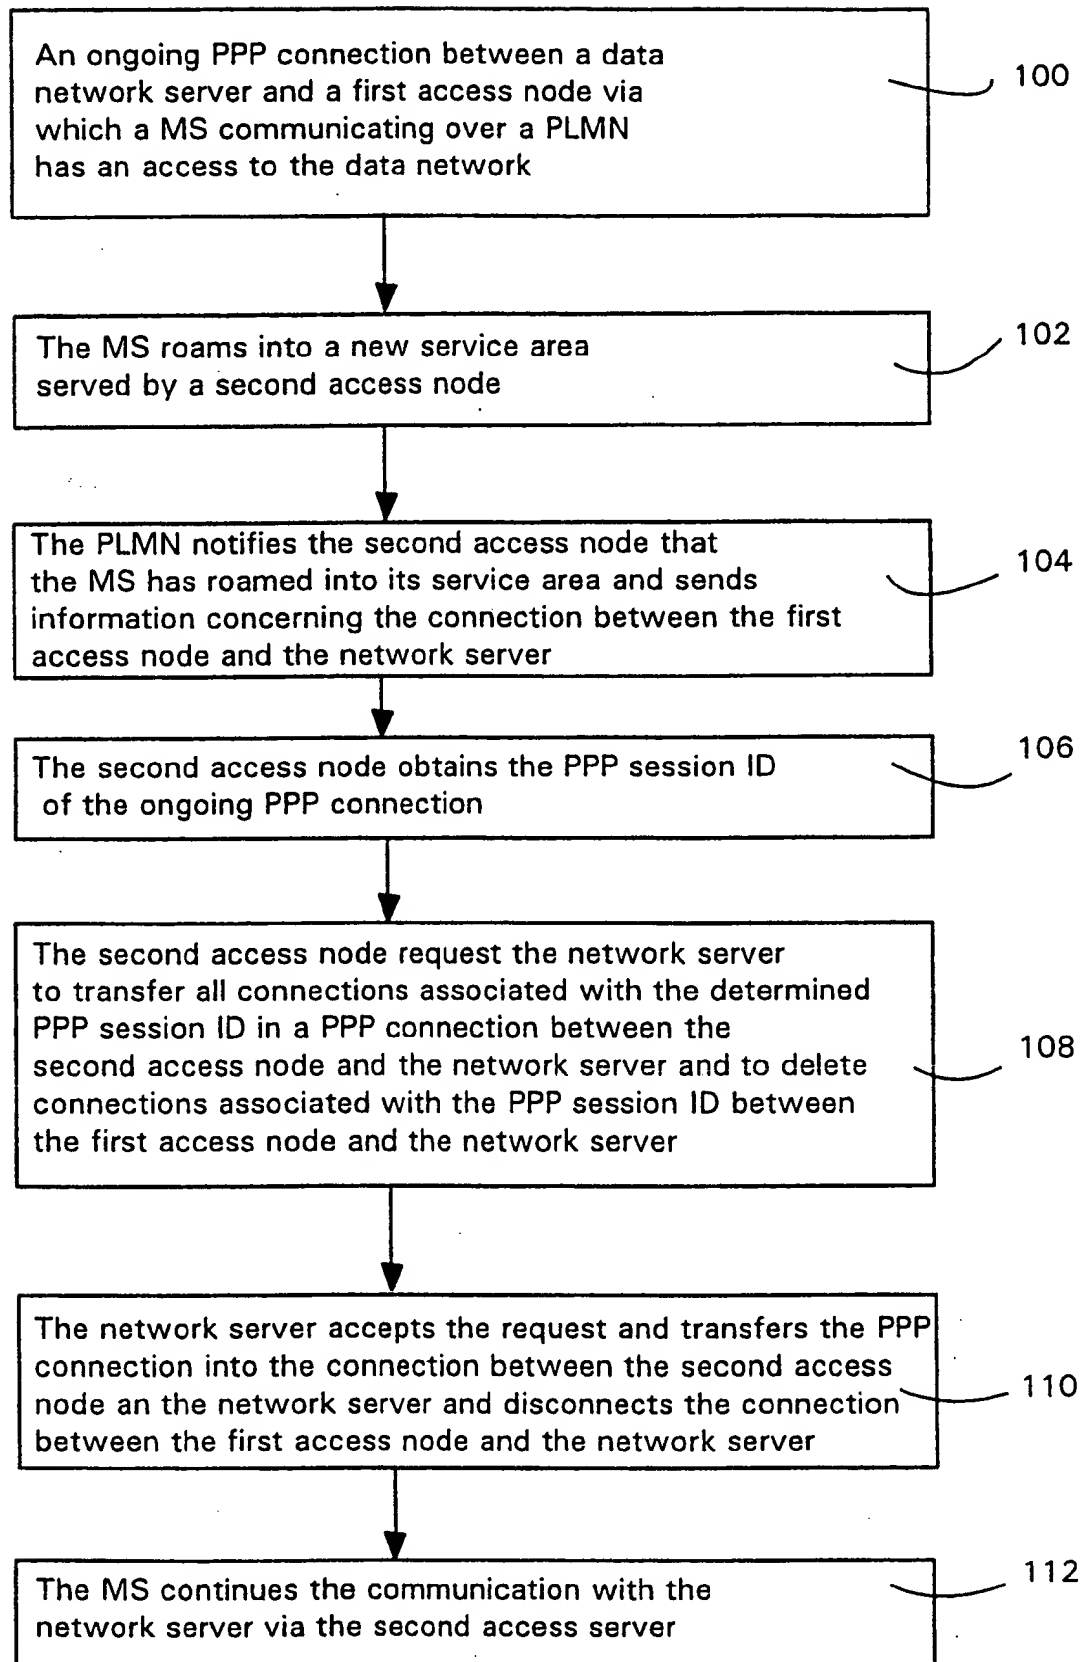 An ongoing PPP connection between a data
network server and a first access node via
which a MS communicating over a PLMN
has an access to the data network
100
The MS roams into a new service area
served by a second access node
102
The PLMN notifies the second access node that
the MS has roamed into its service area and sends
information concerning the connection between the first
access node and the network server
104
The second access node obtains the PPP session ID
of the ongoing PPP connection
106
The second access node request the network server
to transfer all connections associated with the determined
PPP session ID in a PPP connection between the
second access node and the network server and to delete
connections associated with the PPP session ID between
the first access node and the network server
108
The network server accepts the request and transfers the PPP
connection into the connection between the second access
node an the network server and disconnects the connection
between the first access node and the network server
110
The MS continues the communication with the
network server via the second access server
112